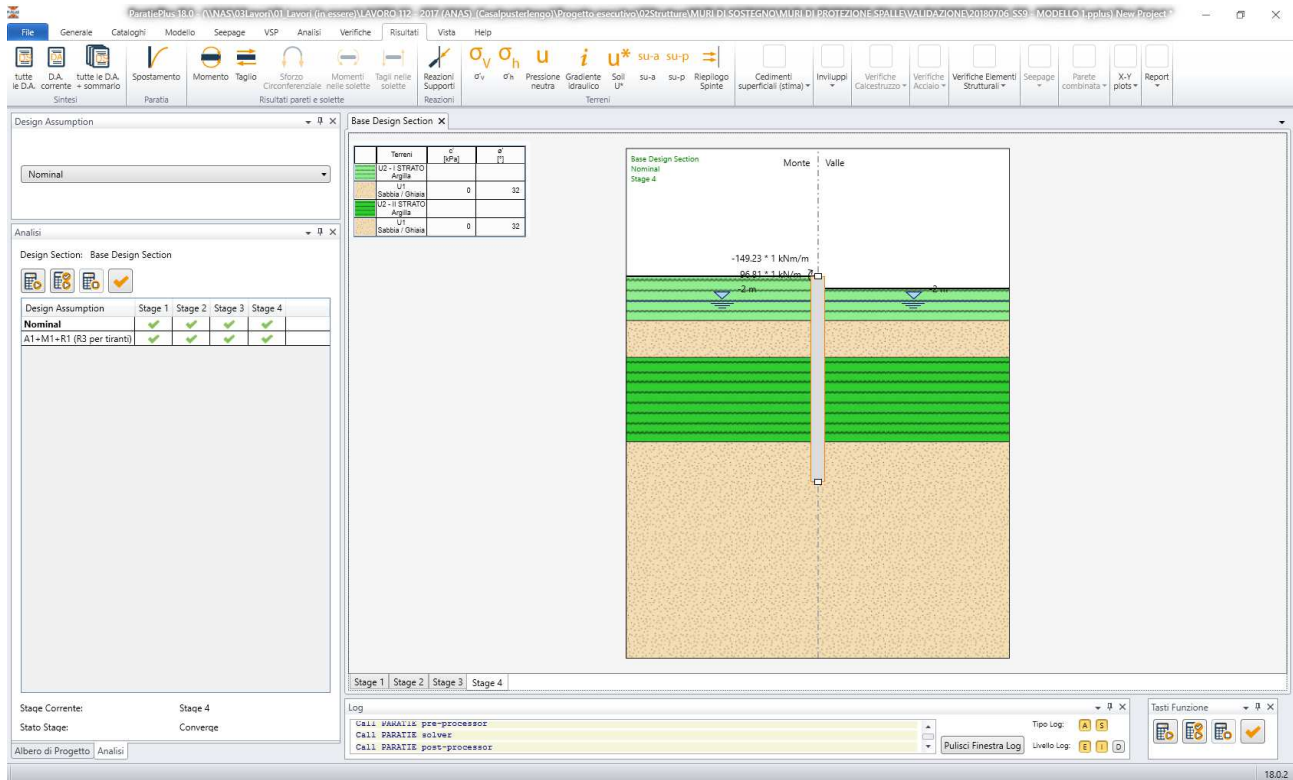 ParatiePlus 18.0 - (\\NAS\03Lavori\01_Lavori (in essere)\LAVORO 112 - 2017 (ANAS)_(Casalpusterlengo)\Progetto esecutivo\02Strutture\MURI DI SOSTEGNO\MURI DI PROTEZIONE SPALLE\VALIDAZIONE\20180706_SS9 - MODELLO 1.pplus) New Project *
File Generale Cataloghi Modello Seepage VSP Analisi Verifiche Risultati Vista Help
σV σh u i u* su-a su-p
tutte le D.A. D.A. corrente tutte le D.A. + sommario Spostamento Momento Taglio Sforzo Circonferenziale Momenti nelle solette Tagli nelle solette Reazioni Supporti σ'v σ'h Pressione neutra Gradiente idraulico Soil U* su-a su-p Riepilogo Spinte Cedimenti superficiali (stima) Inviluppi Verifiche Calcestruzzo Verifiche Acciaio Verifiche Elementi Strutturali Seepage Parete combinata X-Y plots Report
Sintesi Paratia Risultati pareti e solette Reazioni Terreni
Design Assumption
Nominal
Analisi
Design Section: Base Design Section
Design Assumption Stage 1 Stage 2 Stage 3 Stage 4
Nominal
A1+M1+R1 (R3 per tiranti)
Stage Corrente: Stage 4
Stato Stage: Converge
Albero di Progetto Analisi
Base Design Section
Terreni c' [kPa] ø' [°]
U2 - I STRATO
Argilla
U1
Sabbia / Ghiaia 0 32
U2 - II STRATO
Argilla
U1
Sabbia / Ghiaia 0 32
Base Design Section
Nominal
Stage 4
Monte Valle
-149.23 * 1 kNm/m
96.81 * 1 kN/m
-2 m -2 m
Stage 1 Stage 2 Stage 3 Stage 4
Log
Call PARATIE pre-processor
Call PARATIE solver
Call PARATIE post-processor
Pulisci Finestra Log
Tipo Log: A S
Livello Log: E I D
Tasti Funzione
18.0.2